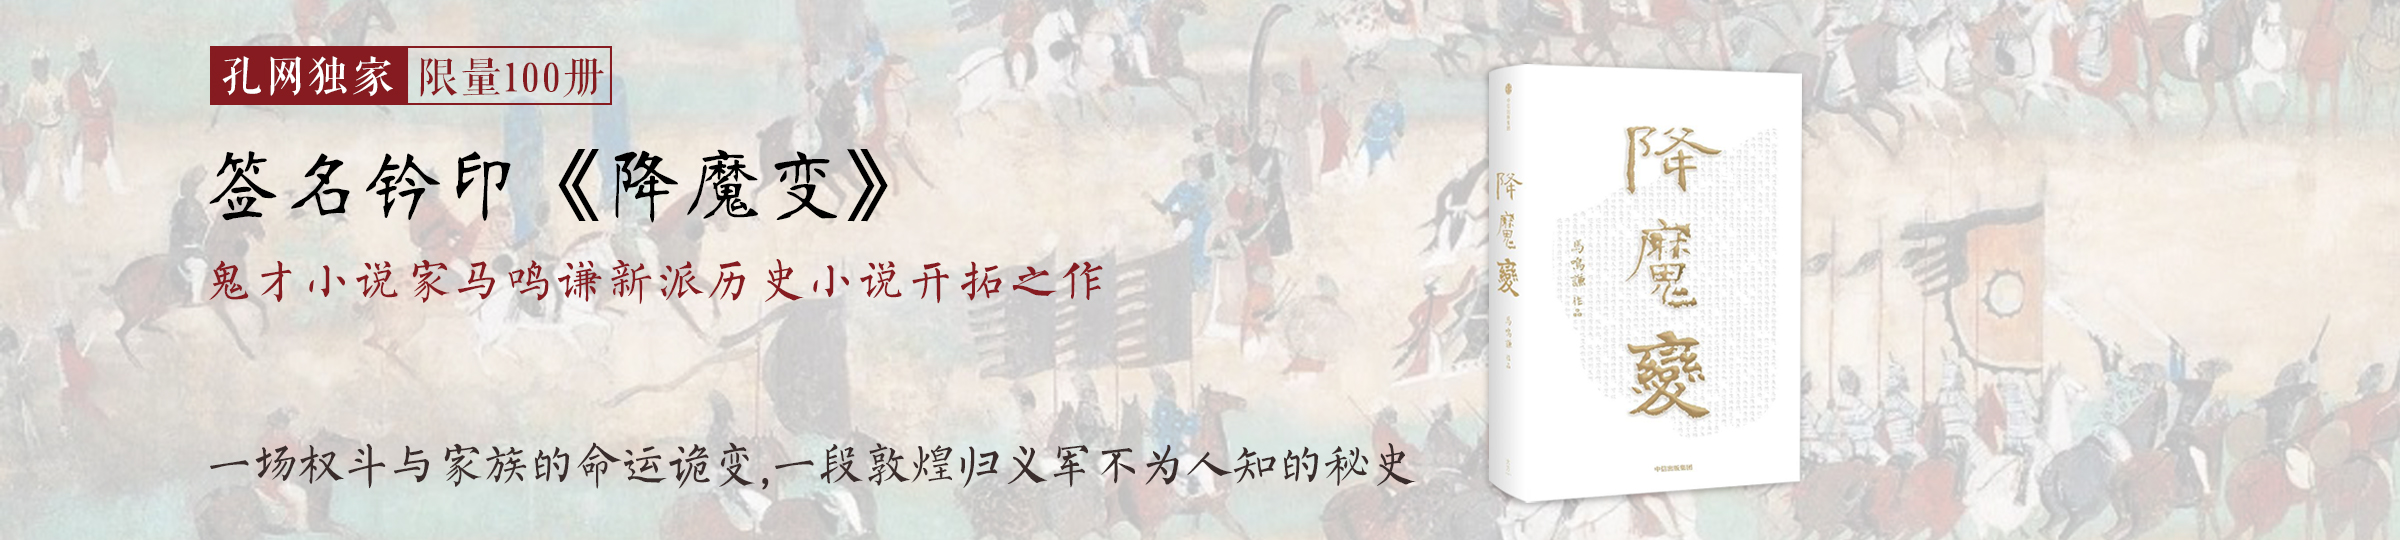 孔网独家 限量100册
签名钤印《降魔变》
鬼才小说家马鸣谦新派历史小说开拓之作
一场权斗与家族的命运诡变,一段敦煌归义军不为人知的秘史
降魔變
馬鳴謙 作品
中信出版集团
降魔變
馬鳴謙 作品